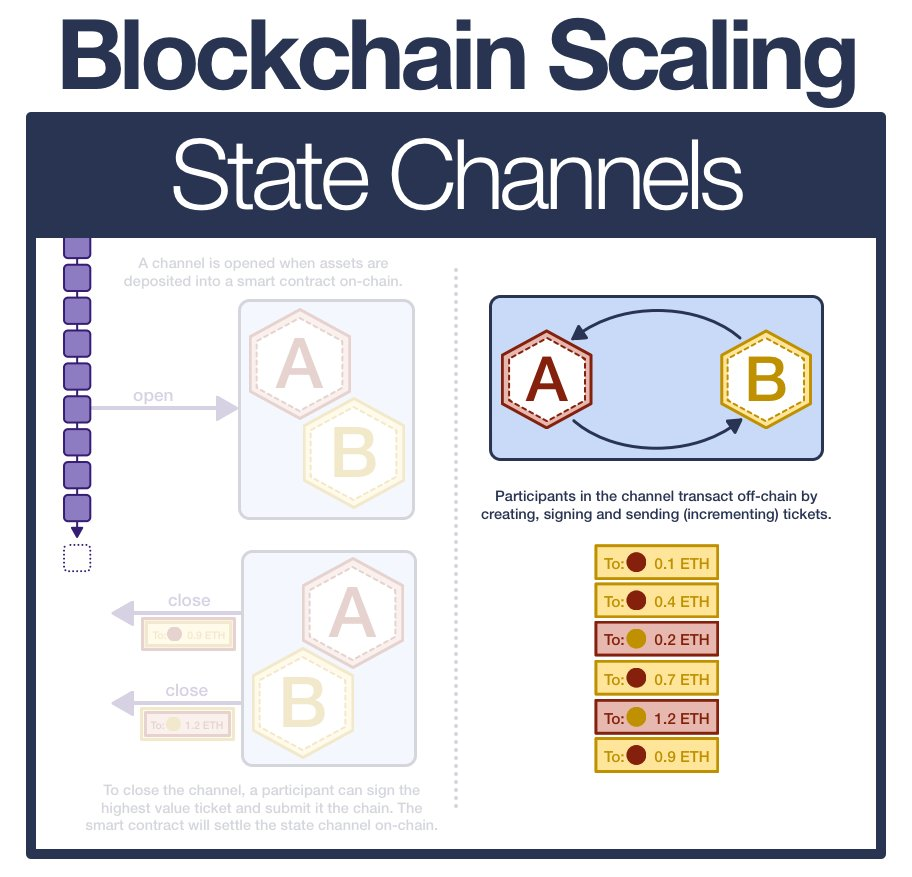 Blockchain Scaling
State Channels
A channel is opened when assets are
deposited into a smart contract on-chain.
open
A
B
close
To: 0.9 ETH
close
To: 1.2 ETH
A
B
To close the channel, a participant can sign the
highest value ticket and submit it the chain. The
smart contract will settle the state channel on-chain.
A
B
Participants in the channel transact off-chain by
creating, signing and sending (incrementing) tickets.
To: 0.1 ETH
To: 0.4 ETH
To: 0.2 ETH
To: 0.7 ETH
To: 1.2 ETH
To: 0.9 ETH